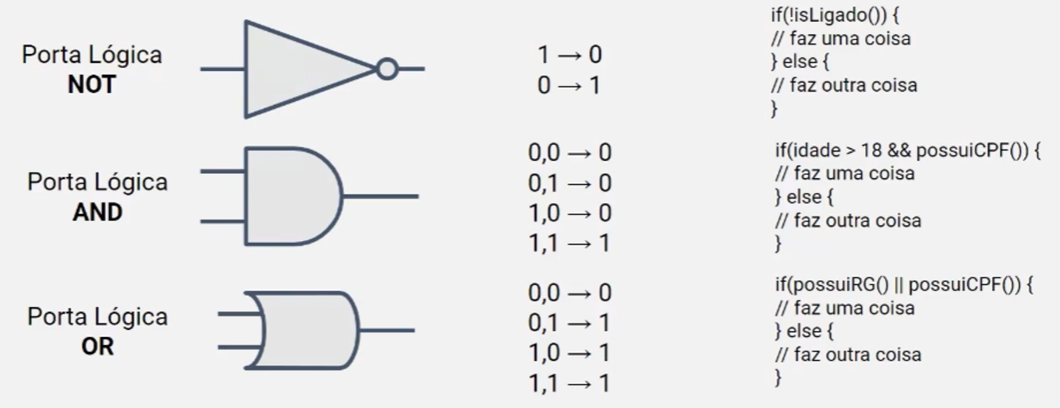 Porta Lógica
NOT
1 → 0
0 → 1
if(!isLigado()) {
// faz uma coisa
} else {
// faz outra coisa
}
Porta Lógica
AND
0,0 → 0
0,1 → 0
1,0 → 0
1,1 → 1
if(idade > 18 && possuiCPF()) {
// faz uma coisa
} else {
// faz outra coisa
}
Porta Lógica
OR
0,0 → 0
0,1 → 1
1,0 → 1
1,1 → 1
if(possuiRG() || possuiCPF()) {
// faz uma coisa
} else {
// faz outra coisa
}